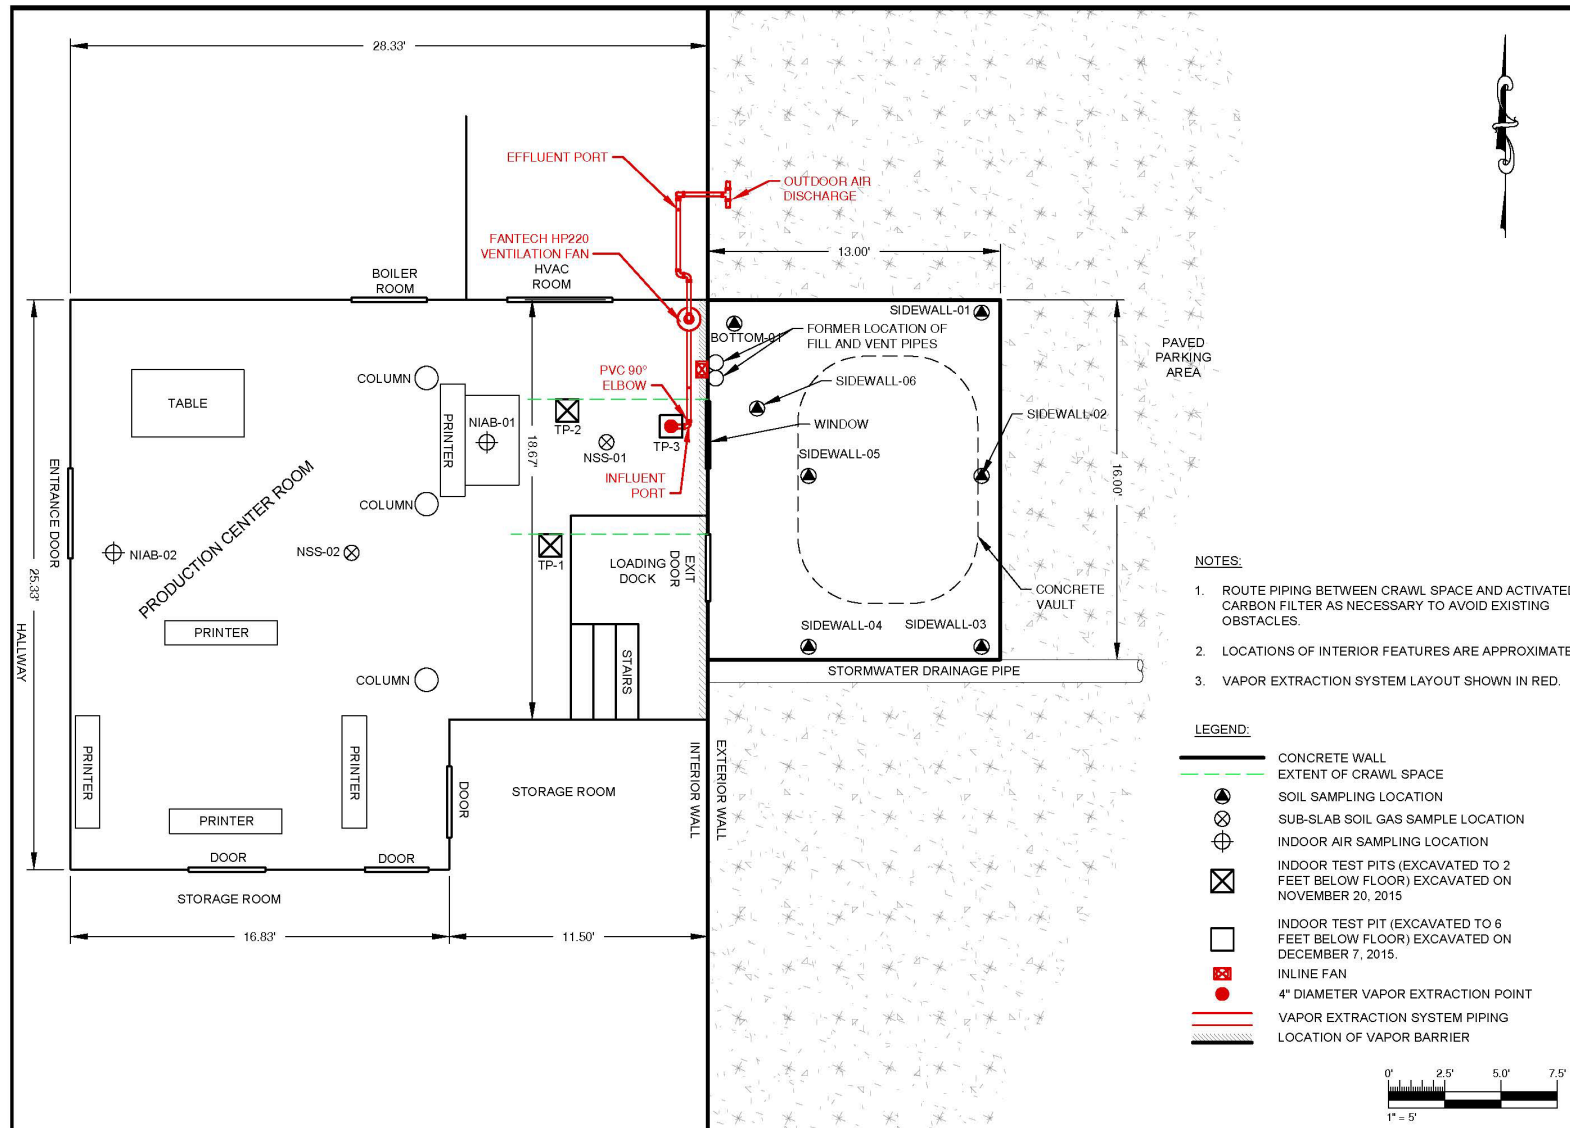 28.33'
EFFLUENT PORT
OUTDOOR AIR
DISCHARGE
FANTECH HP220
VENTILATION FAN
13.00'
BOILER
ROOM
HVAC
ROOM
SIDEWALL-01
BOTTOM-01
FORMER LOCATION OF
FILL AND VENT PIPES
PAVED
PARKING
AREA
COLUMN
PVC 90°
ELBOW
SIDEWALL-06
TABLE
PRINTER
NIAB-01
TP-2
NSS-01
TP-3
WINDOW
SIDEWALL-02
18.67'
SIDEWALL-05
INFLUENT
PORT
16.00'
ENTRANCE DOOR
COLUMN
PRODUCTION CENTER ROOM
NIAB-02
NSS-02
TP-1
LOADING
DOCK
EXIT
DOOR
25.33'
CONCRETE
VAULT
HALLWAY
PRINTER
SIDEWALL-04
SIDEWALL-03
STAIRS
COLUMN
STORMWATER DRAINAGE PIPE
PRINTER
PRINTER
PRINTER
DOOR
STORAGE ROOM
INTERIOR WALL
EXTERIOR WALL
DOOR
DOOR
STORAGE ROOM
16.83'
11.50'
NOTES:
1. ROUTE PIPING BETWEEN CRAWL SPACE AND ACTIVATED
CARBON FILTER AS NECESSARY TO AVOID EXISTING
OBSTACLES.
2. LOCATIONS OF INTERIOR FEATURES ARE APPROXIMATE
3. VAPOR EXTRACTION SYSTEM LAYOUT SHOWN IN RED.
LEGEND:
CONCRETE WALL
EXTENT OF CRAWL SPACE
SOIL SAMPLING LOCATION
SUB-SLAB SOIL GAS SAMPLE LOCATION
INDOOR AIR SAMPLING LOCATION
INDOOR TEST PITS (EXCAVATED TO 2
FEET BELOW FLOOR) EXCAVATED ON
NOVEMBER 20, 2015
INDOOR TEST PIT (EXCAVATED TO 6
FEET BELOW FLOOR) EXCAVATED ON
DECEMBER 7, 2015.
INLINE FAN
4" DIAMETER VAPOR EXTRACTION POINT
VAPOR EXTRACTION SYSTEM PIPING
LOCATION OF VAPOR BARRIER
0' 2.5' 5.0' 7.5'
1" = 5'